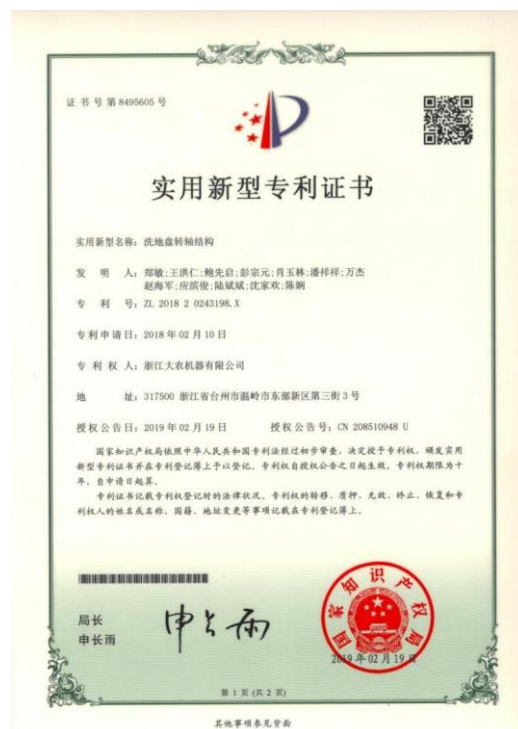 证书号第8495605号
实用新型专利证书
实用新型名称：洗地盘转轴结构
发 明 人：郑敏;王洪仁;鲍先启;彭宗元;肖玉林;潘祥祥;万杰
赵海军;应滨俊;陆斌斌;沈家欢;陈娴
专 利 号：ZL 2018 2 0243198.X
专利申请日：2018年02月10日
专 利 权 人：浙江大农机器有限公司
地 址：317500 浙江省台州市温岭市东部新区第三街3号
授权公告日：2019年02月19日 授权公告号：CN 208510948 U
国家知识产权局依照中华人民共和国专利法经过初步审查，决定授予专利权，颁发实用
新型专利证书并在专利登记簿上予以登记。专利权自授权公告之日起生效。专利权期限为十
年，自申请日起算。
专利证书记载专利权登记时的法律状况。专利权的转移、质押、无效、终止、恢复和专
利权人的姓名或名称、国籍、地址变更等事项记载在专利登记簿上。
局长
申长雨
申长雨
国家知识产权局
2019年02月19日
第 1 页 (共 2 页)
其他事项参见背面